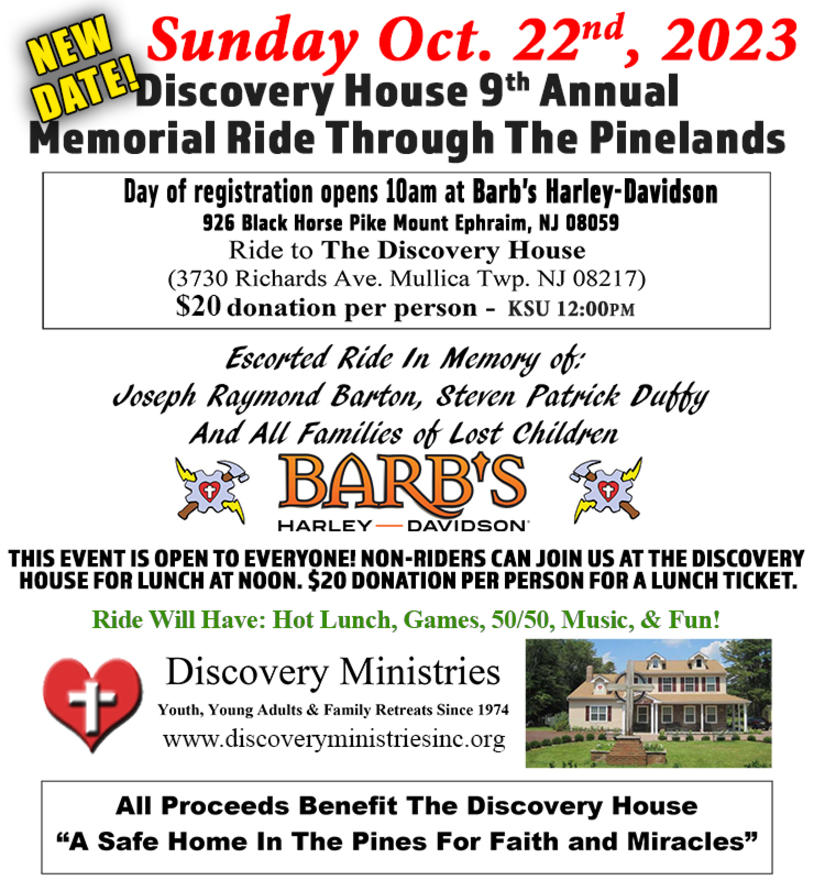 NEW
DATE!
Sunday Oct. 22nd, 2023
Discovery House 9th Annual
Memorial Ride Through The Pinelands
Day of registration opens 10am at Barb's Harley-Davidson
926 Black Horse Pike Mount Ephraim, NJ 08059
Ride to The Discovery House
(3730 Richards Ave. Mullica Twp. NJ 08217)
$20 donation per person - KSU 12:00PM
Escorted Ride In Memory of:
Joseph Raymond Barton, Steven Patrick Duffy
And All Families of Lost Children
BARB'S
HARLEY—DAVIDSON
THIS EVENT IS OPEN TO EVERYONE! NON-RIDERS CAN JOIN US AT THE DISCOVERY
HOUSE FOR LUNCH AT NOON. $20 DONATION PER PERSON FOR A LUNCH TICKET.
Ride Will Have: Hot Lunch, Games, 50/50, Music, & Fun!
Discovery Ministries
Youth, Young Adults & Family Retreats Since 1974
www.discoveryministriesinc.org
All Proceeds Benefit The Discovery House
“A Safe Home In The Pines For Faith and Miracles”